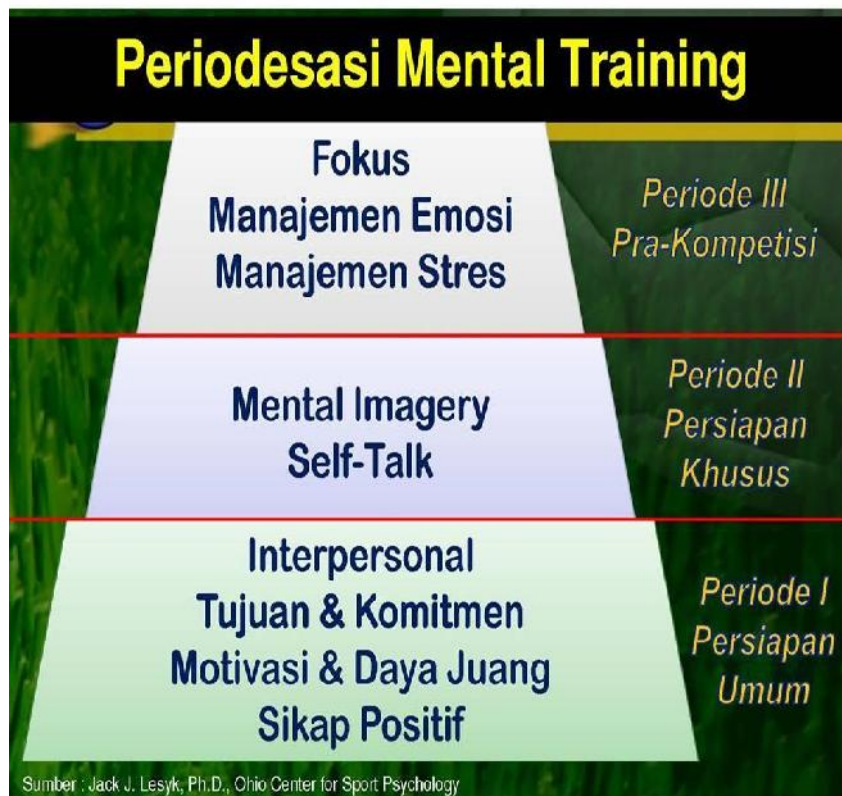 Periodesasi Mental Training
Fokus
Manajemen Emosi
Manajemen Stres
Periode III
Pra-Kompetisi
Mental Imagery
Self-Talk
Periode II
Persiapan
Khusus
Interpersonal
Tujuan & Komitmen
Motivasi & Daya Juang
Sikap Positif
Periode I
Persiapan
Umum
Sumber : Jack J. Lesyk, Ph.D., Ohio Center for Sport Psychology